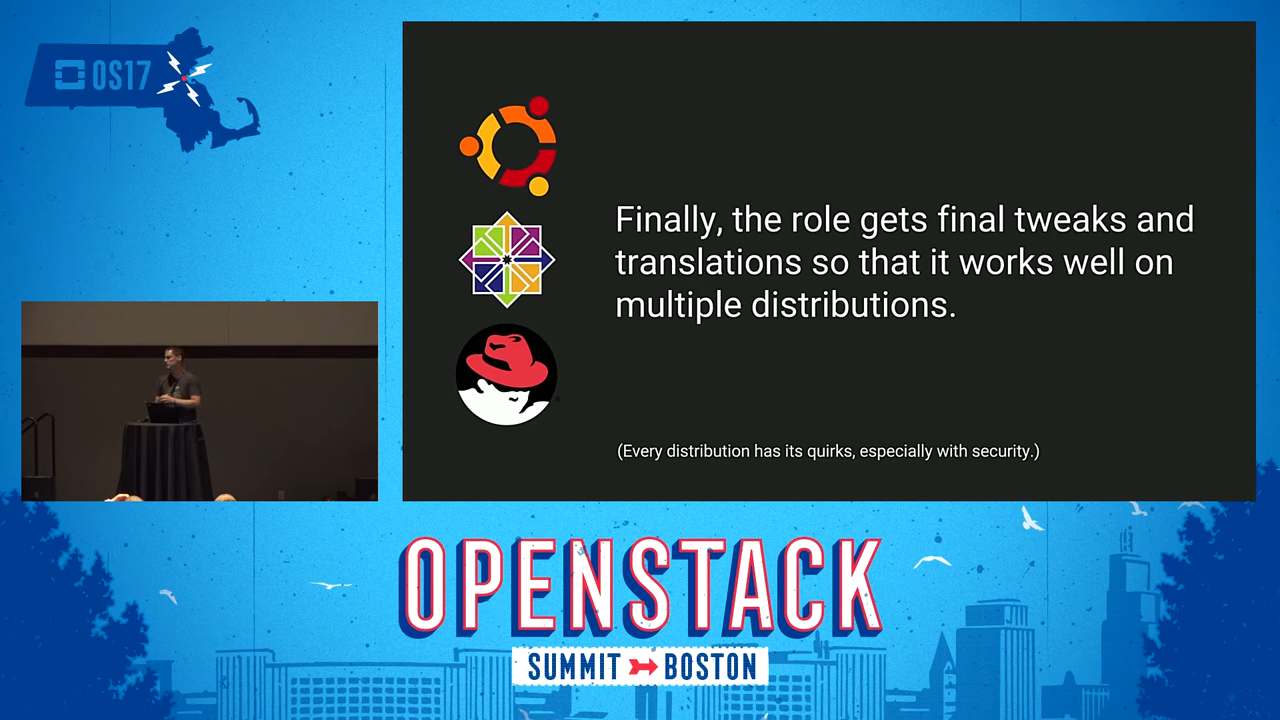 OS17
Finally, the role gets final tweaks and
translations so that it works well on
multiple distributions.
(Every distribution has its quirks, especially with security.)
OPENSTACK
SUMMIT BOSTON